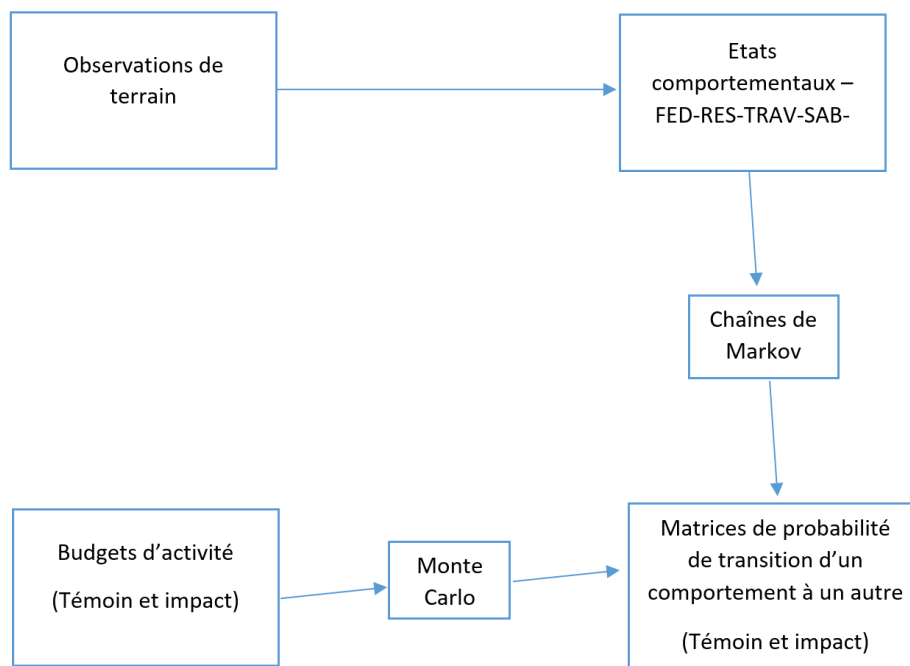 Observations de
terrain
Etats
comportementaux –
FED-RES-TRAV-SAB-
Chaînes de
Markov
Budgets d’activité
(Témoin et impact)
Monte
Carlo
Matrices de probabilité
de transition d’un
comportement à un autre
(Témoin et impact)